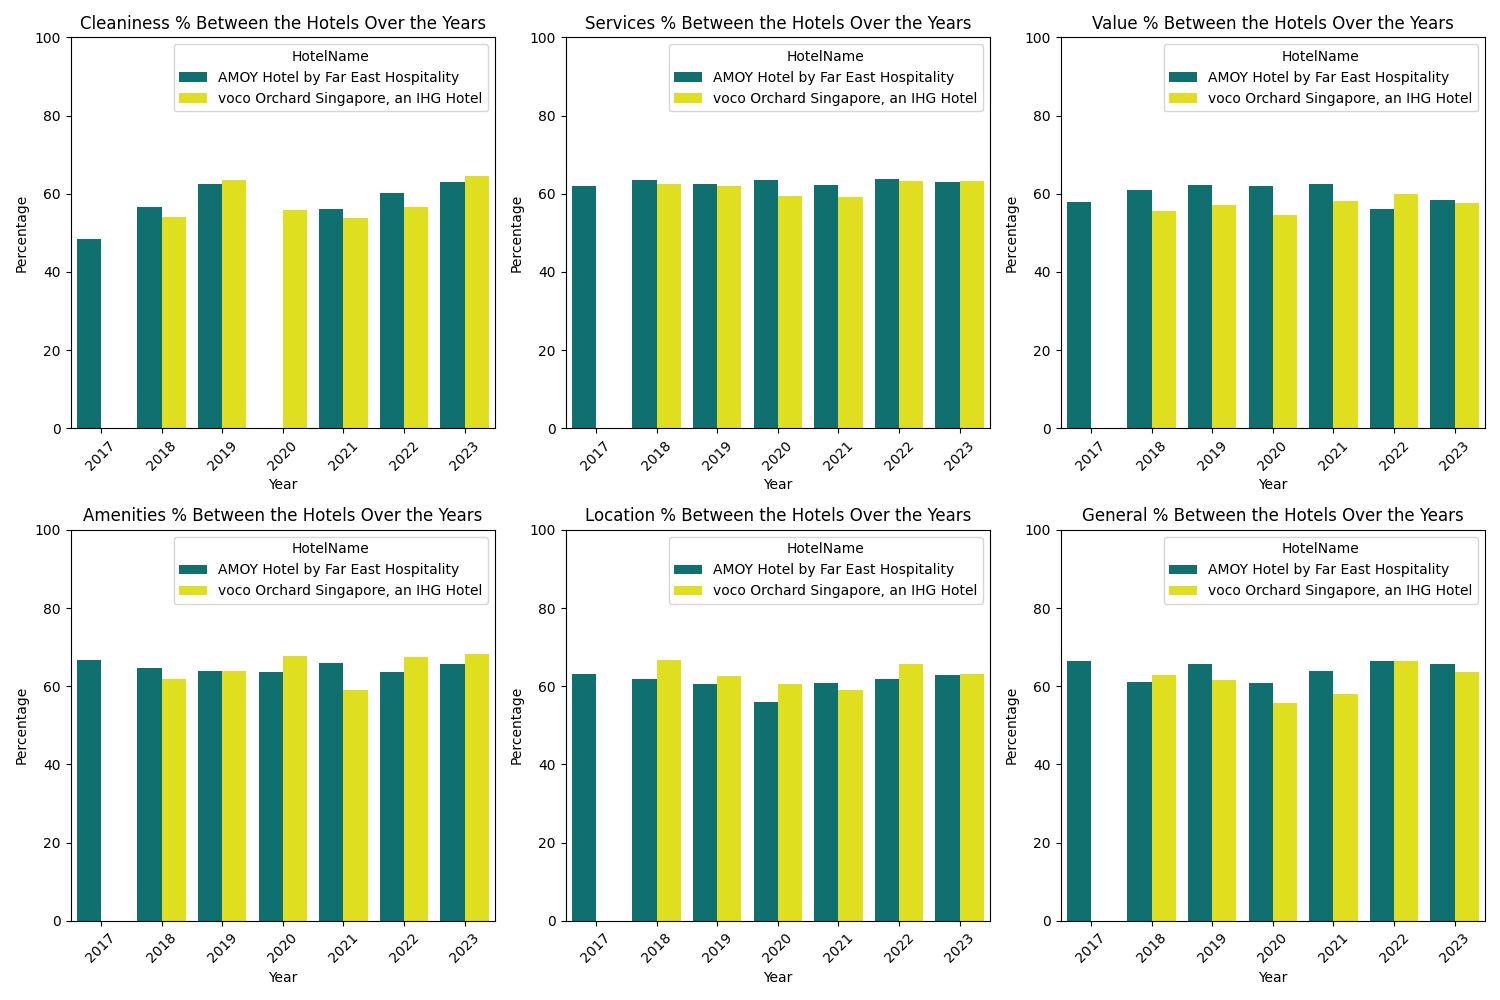 Cleaniness % Between the Hotels Over the Years
100
80
60
40
20
0
Percentage
HotelName
AMOY Hotel by Far East Hospitality
voco Orchard Singapore, an IHG Hotel
2017
2018
2019
2020
2021
2022
2023
Year
Services % Between the Hotels Over the Years
100
80
60
40
20
0
Percentage
HotelName
AMOY Hotel by Far East Hospitality
voco Orchard Singapore, an IHG Hotel
2017
2018
2019
2020
2021
2022
2023
Year
Value % Between the Hotels Over the Years
100
80
60
40
20
0
Percentage
HotelName
AMOY Hotel by Far East Hospitality
voco Orchard Singapore, an IHG Hotel
2017
2018
2019
2020
2021
2022
2023
Year
Amenities % Between the Hotels Over the Years
100
80
60
40
20
0
Percentage
HotelName
AMOY Hotel by Far East Hospitality
voco Orchard Singapore, an IHG Hotel
2017
2018
2019
2020
2021
2022
2023
Year
Location % Between the Hotels Over the Years
100
80
60
40
20
0
Percentage
HotelName
AMOY Hotel by Far East Hospitality
voco Orchard Singapore, an IHG Hotel
2017
2018
2019
2020
2021
2022
2023
Year
General % Between the Hotels Over the Years
100
80
60
40
20
0
Percentage
HotelName
AMOY Hotel by Far East Hospitality
voco Orchard Singapore, an IHG Hotel
2017
2018
2019
2020
2021
2022
2023
Year